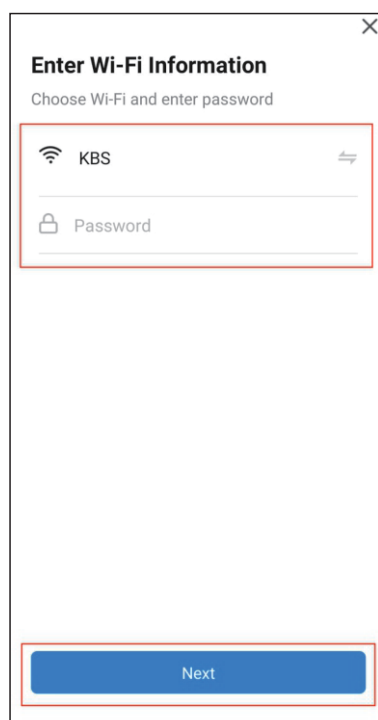 Enter Wi-Fi Information
Choose Wi-Fi and enter password
KBS
Password
Next